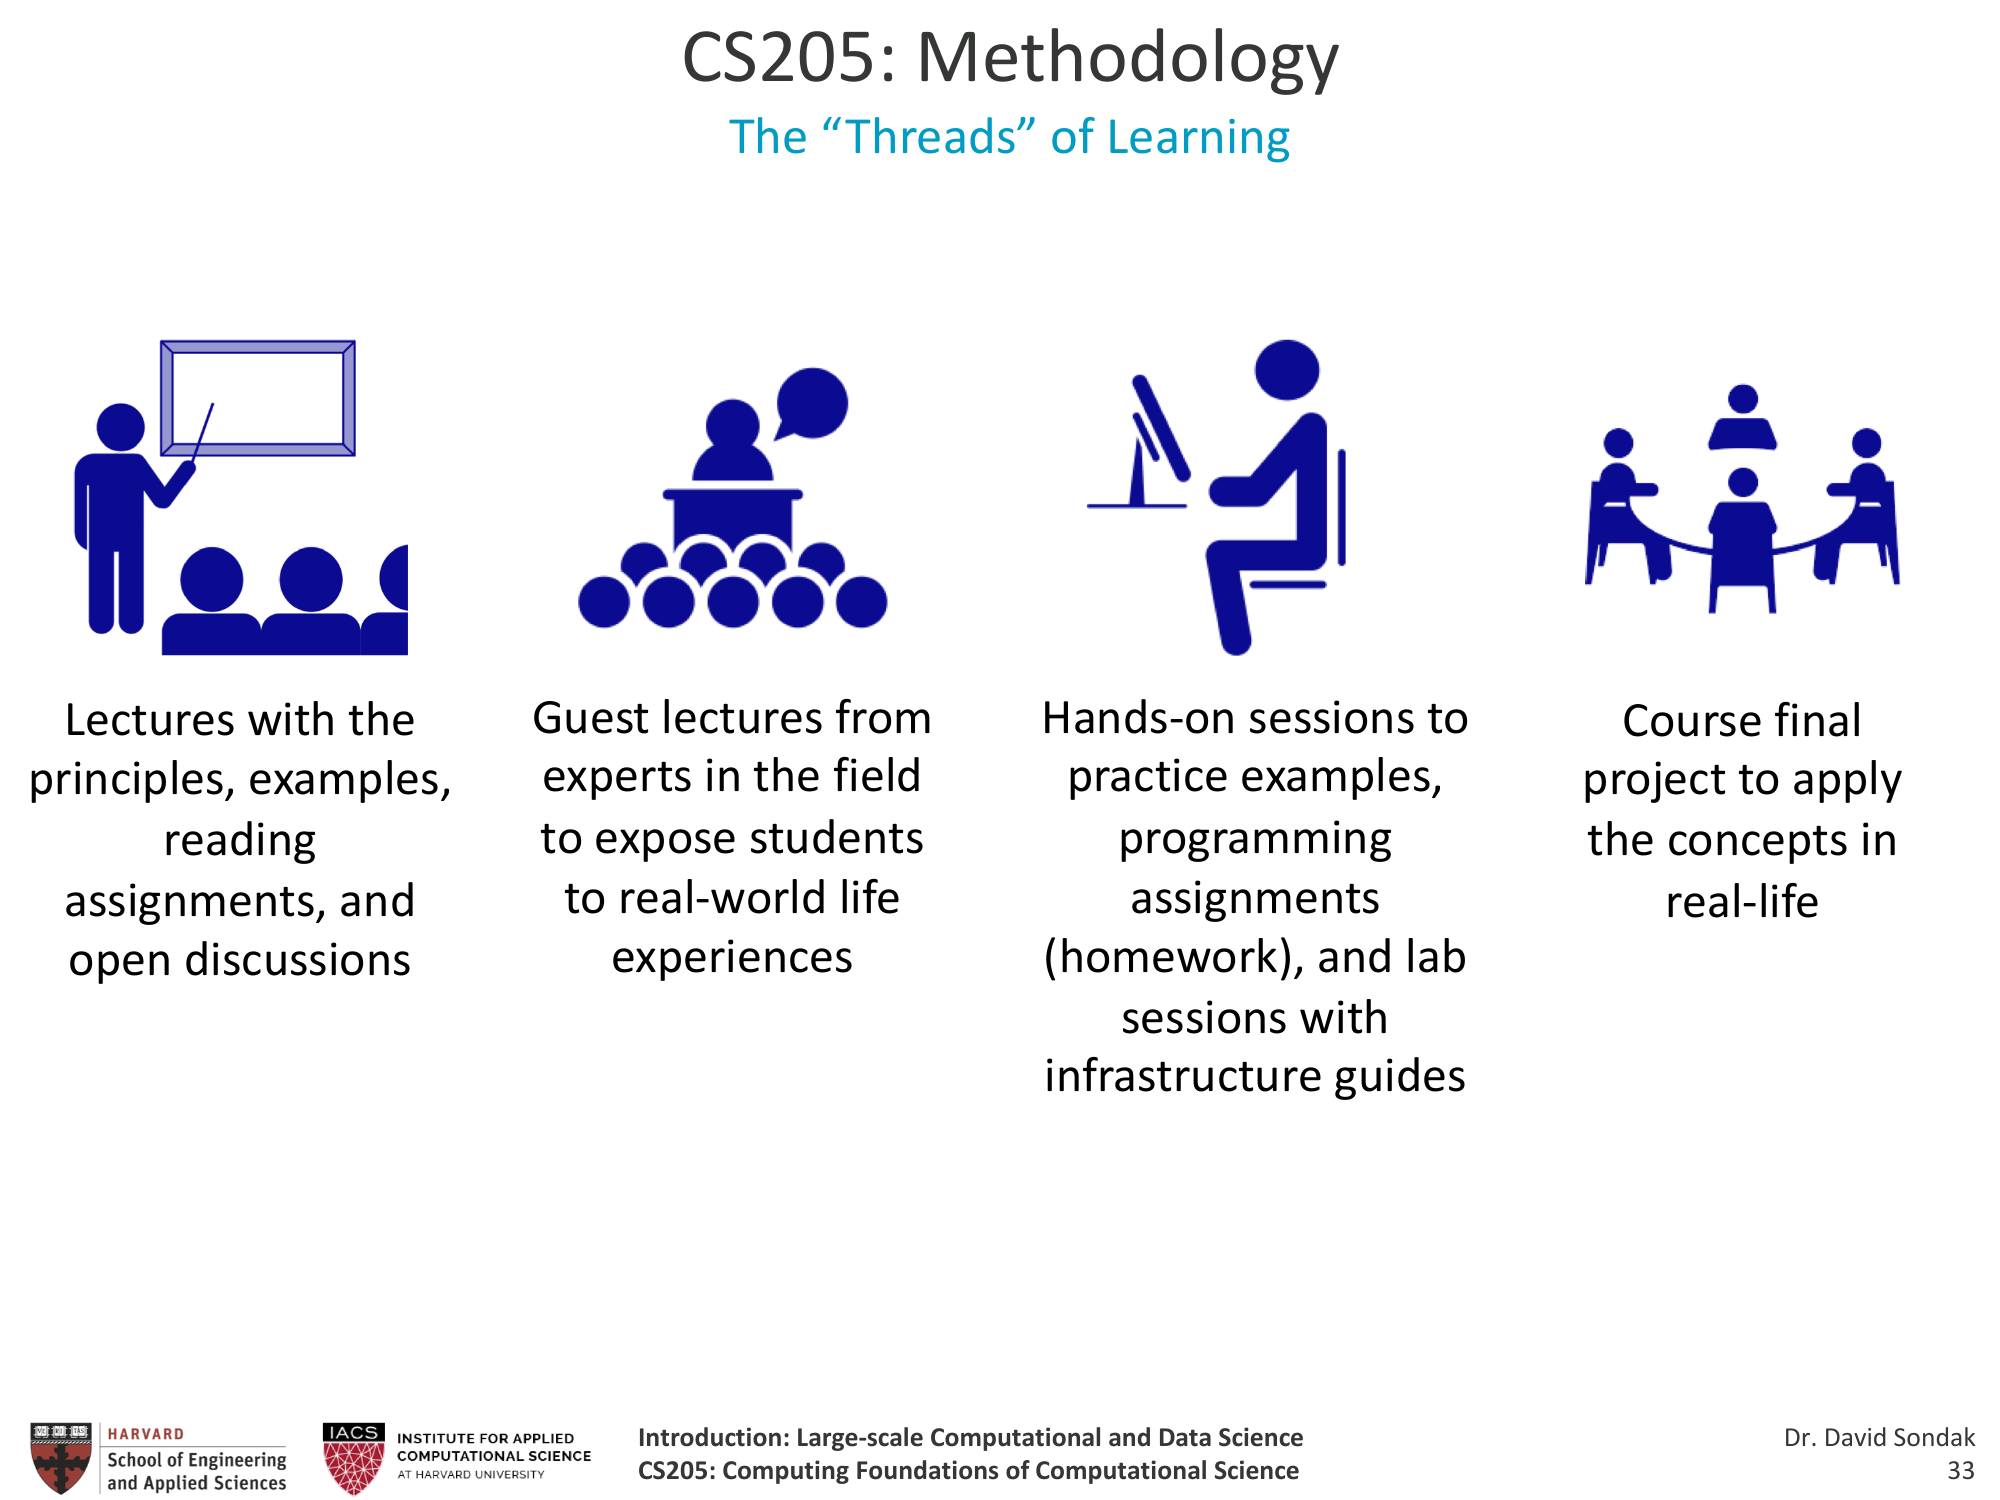 CS205: Methodology
The “Threads” of Learning
Lectures with the
principles, examples,
reading
assignments, and
open discussions
Guest lectures from
experts in the field
to expose students
to real-world life
experiences
Hands-on sessions to
practice examples,
programming
assignments
(homework), and lab
sessions with
infrastructure guides
Course final
project to apply
the concepts in
real-life
HARVARD
School of Engineering
and Applied Sciences
IACS
INSTITUTE FOR APPLIED
COMPUTATIONAL SCIENCE
AT HARVARD UNIVERSITY
Introduction: Large-scale Computational and Data Science
CS205: Computing Foundations of Computational Science
Dr. David Sondak
33